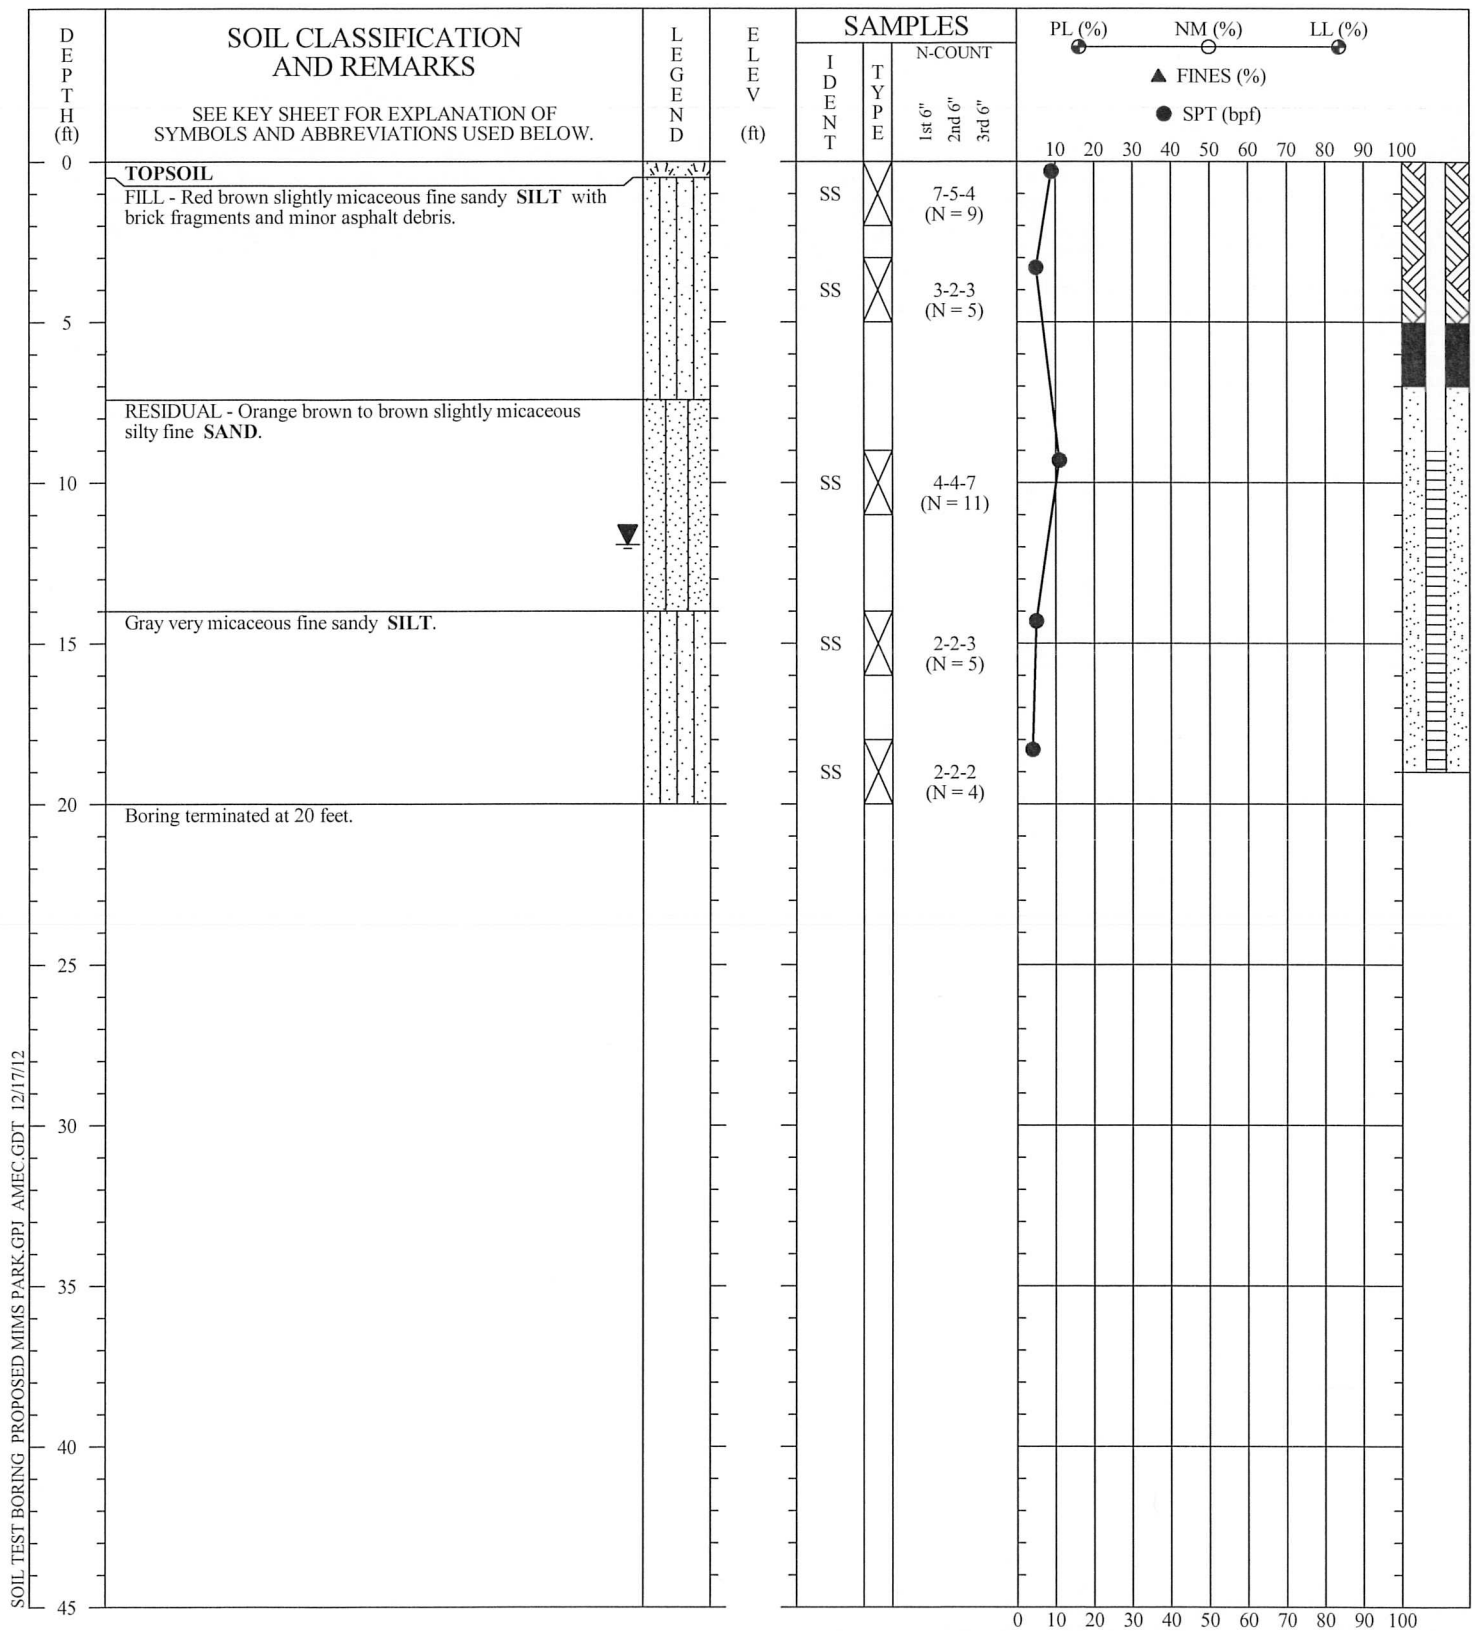 DEPTH (ft)
SOIL CLASSIFICATION
AND REMARKS
SEE KEY SHEET FOR EXPLANATION OF
SYMBOLS AND ABBREVIATIONS USED BELOW.
LEGEND
ELEV (ft)
SAMPLES
IDENT
TYPE
N-COUNT
1st 6"
2nd 6"
3rd 6"
PL (%) NM (%) LL (%)
▲ FINES (%)
● SPT (bpf)
10 20 30 40 50 60 70 80 90 100
0
TOPSOIL
FILL - Red brown slightly micaceous fine sandy SILT with
brick fragments and minor asphalt debris.
SS 7-5-4
(N = 9)
SS 3-2-3
(N = 5)
5
RESIDUAL - Orange brown to brown slightly micaceous
silty fine SAND.
10 SS 4-4-7
(N = 11)
Gray very micaceous fine sandy SILT.
15 SS 2-2-3
(N = 5)
SS 2-2-2
(N = 4)
20
Boring terminated at 20 feet.
25
30
35
40
45
0 10 20 30 40 50 60 70 80 90 100
SOIL TEST BORING PROPOSED MIMS PARK.GPJ AMEC.GDT 12/17/12